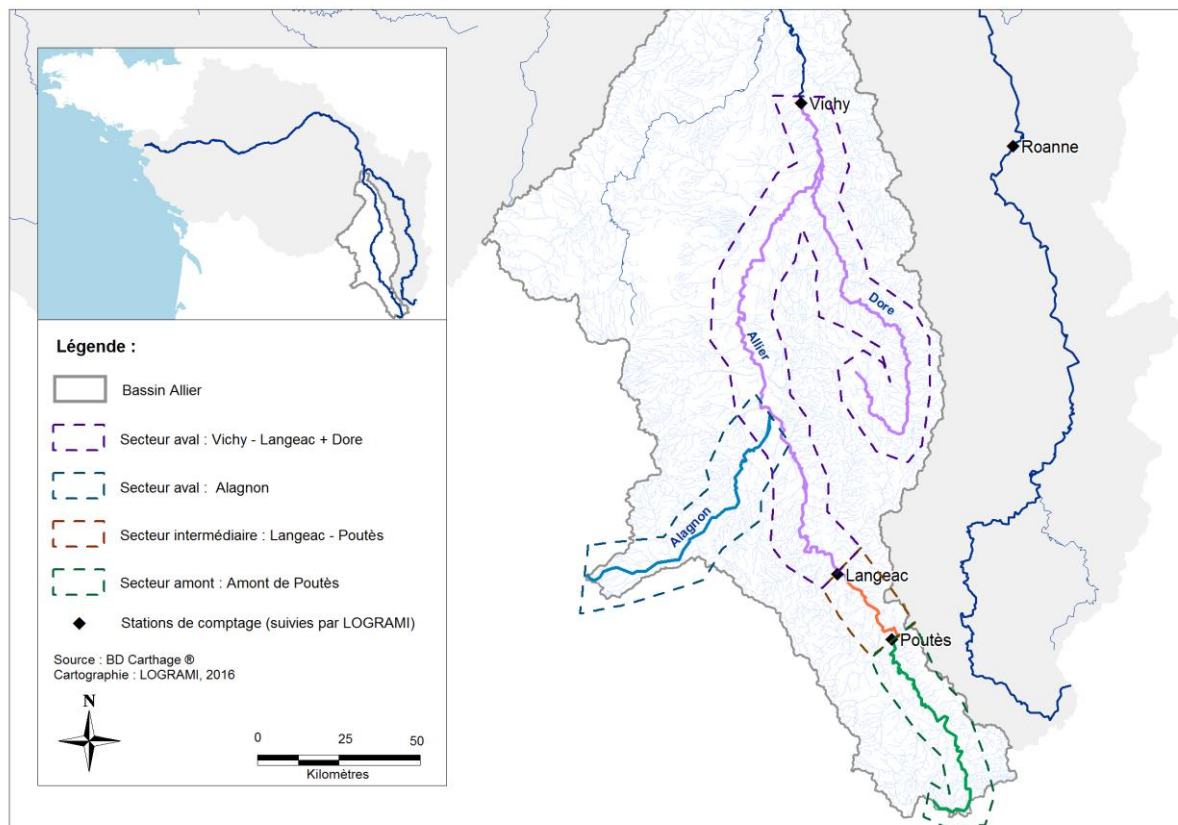 Légende :
Bassin Allier
Secteur aval : Vichy - Langeac + Dore
Secteur aval : Alagnon
Secteur intermédiaire : Langeac - Poutès
Secteur amont : Amont de Poutès
Stations de comptage (suivies par LOGRAMI)
Source : BD Carthage ®
Cartographie : LOGRAMI, 2016
N
0 25 50
Kilomètres
Vichy
Roanne
Dore
Allier
Alagnon
Langeac
Poutès